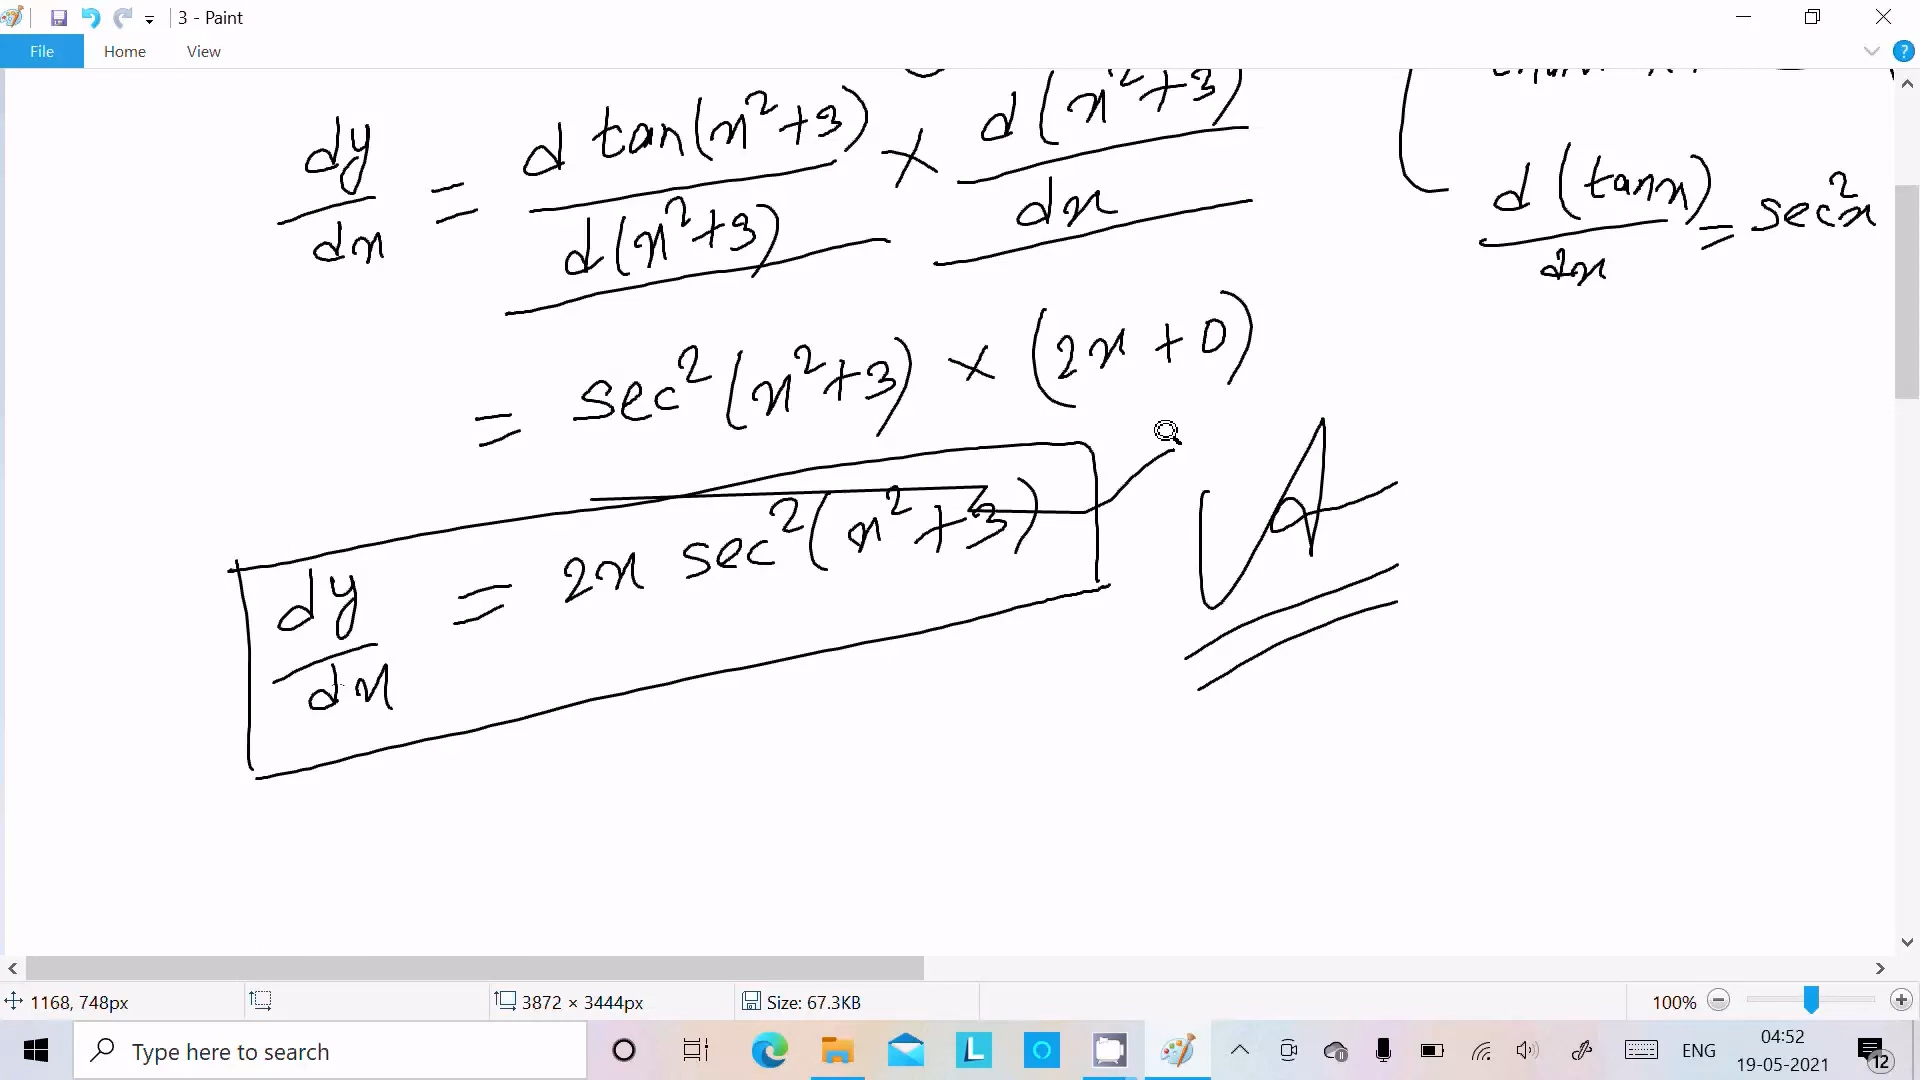 3 - Paint
File Home View
dy/dx = d tan(x²+3)/d(x²+3) × d(x²+3)/dx
d(tanx)/dx = sec²x
= sec²(x²+3) × (2x+0)
dy/dx = 2x sec²(x²+3)
1168, 748px 3872 × 3444px Size: 67.3KB 100%
Type here to search ENG 04:52
19-05-2021 12